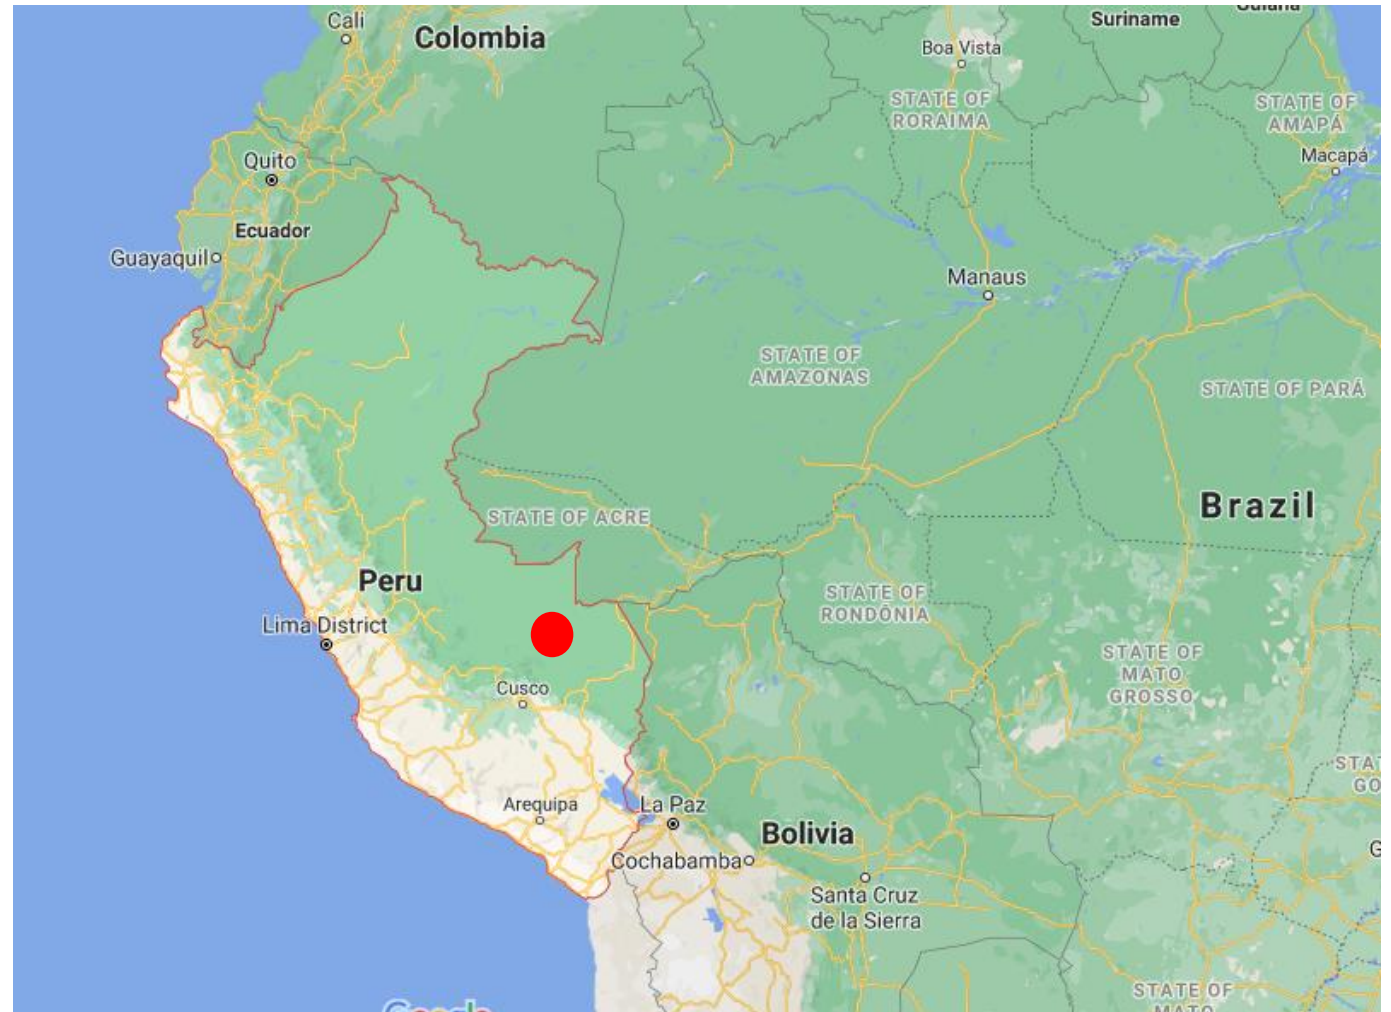 Cali
Colombia
Suriname
Boa Vista
STATE OF
RORAIMA
STATE OF
AMAPÁ
Macapá
Quito
Ecuador
Guayaquil
Manaus
STATE OF
AMAZONAS
STATE OF PARÁ
Brazil
STATE OF ACRE
Peru
STATE OF
RONDÔNIA
Lima District
STATE OF
MATO
GROSSO
Cusco
Arequipa
La Paz
Bolivia
Cochabamba
Santa Cruz
de la Sierra
STATE OF